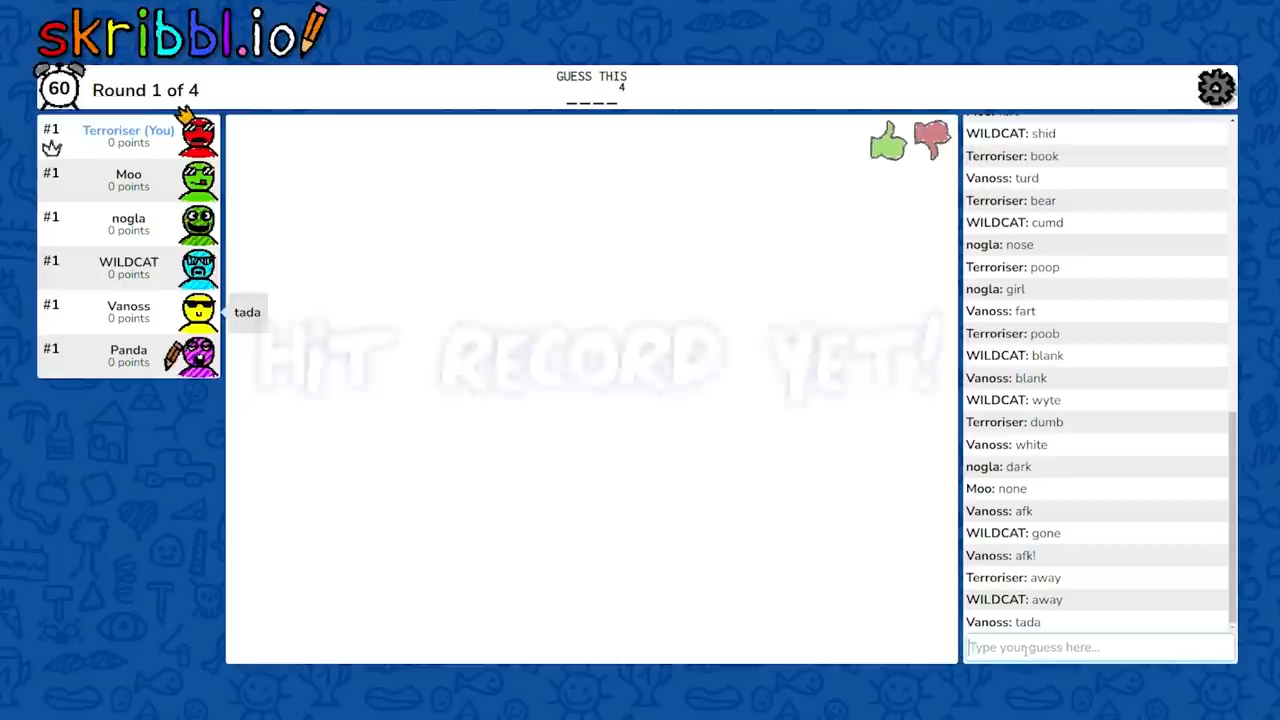 skribbl.io
60
Round 1 of 4
GUESS THIS
____ 4
#1 Terroriser (You)
0 points
#1 Moo
0 points
#1 nogla
0 points
#1 WILDCAT
0 points
#1 Vanoss
0 points
#1 Panda
0 points
tada
HIT RECORD YET!
WILDCAT: shid
Terroriser: book
Vanoss: turd
Terroriser: bear
WILDCAT: cumd
nogla: nose
Terroriser: poop
nogla: girl
Vanoss: fart
Terroriser: poob
WILDCAT: blank
Vanoss: blank
WILDCAT: wyte
Terroriser: dumb
Vanoss: white
nogla: dark
Moo: none
Vanoss: afk
WILDCAT: gone
Vanoss: afk!
Terroriser: away
WILDCAT: away
Vanoss: tada
Type your guess here...